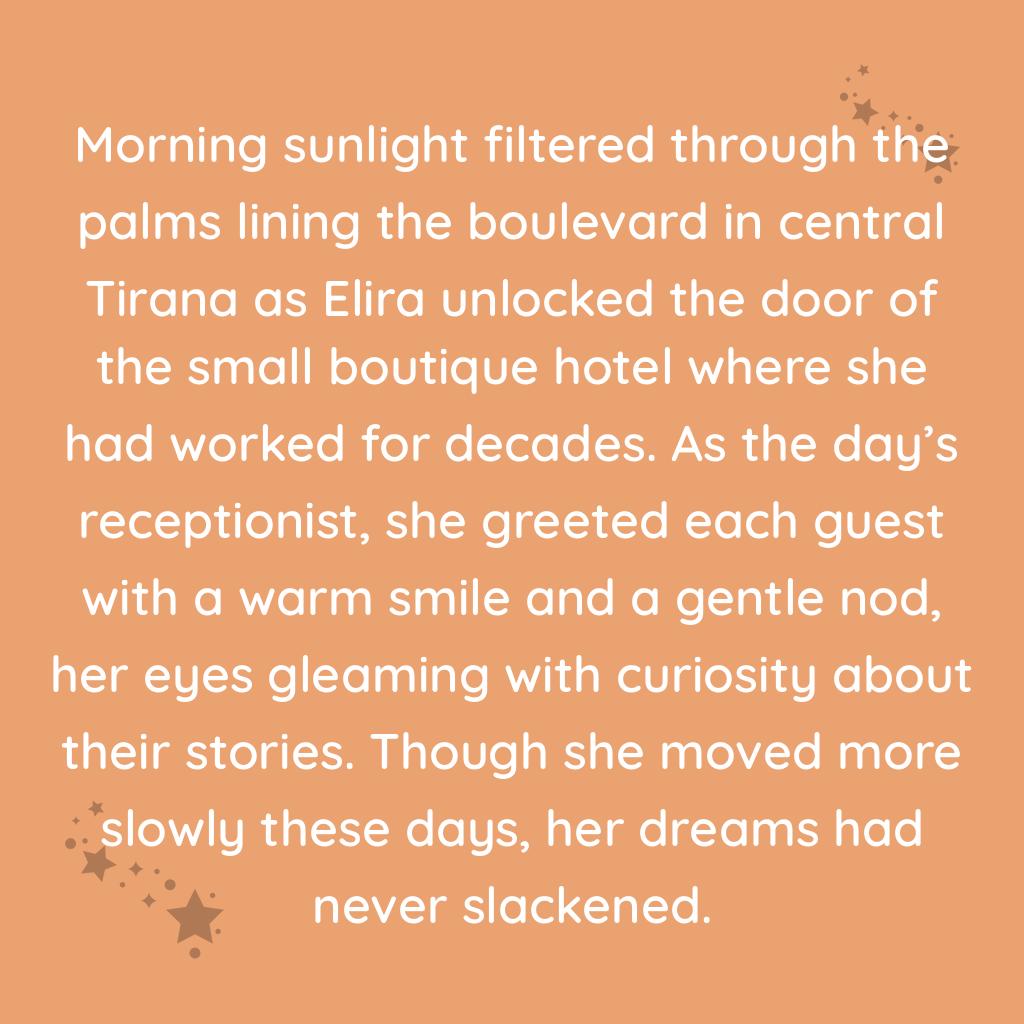 Morning sunlight filtered through the
palms lining the boulevard in central
Tirana as Elira unlocked the door of
the small boutique hotel where she
had worked for decades. As the day’s
receptionist, she greeted each guest
with a warm smile and a gentle nod,
her eyes gleaming with curiosity about
their stories. Though she moved more
slowly these days, her dreams had
never slackened.